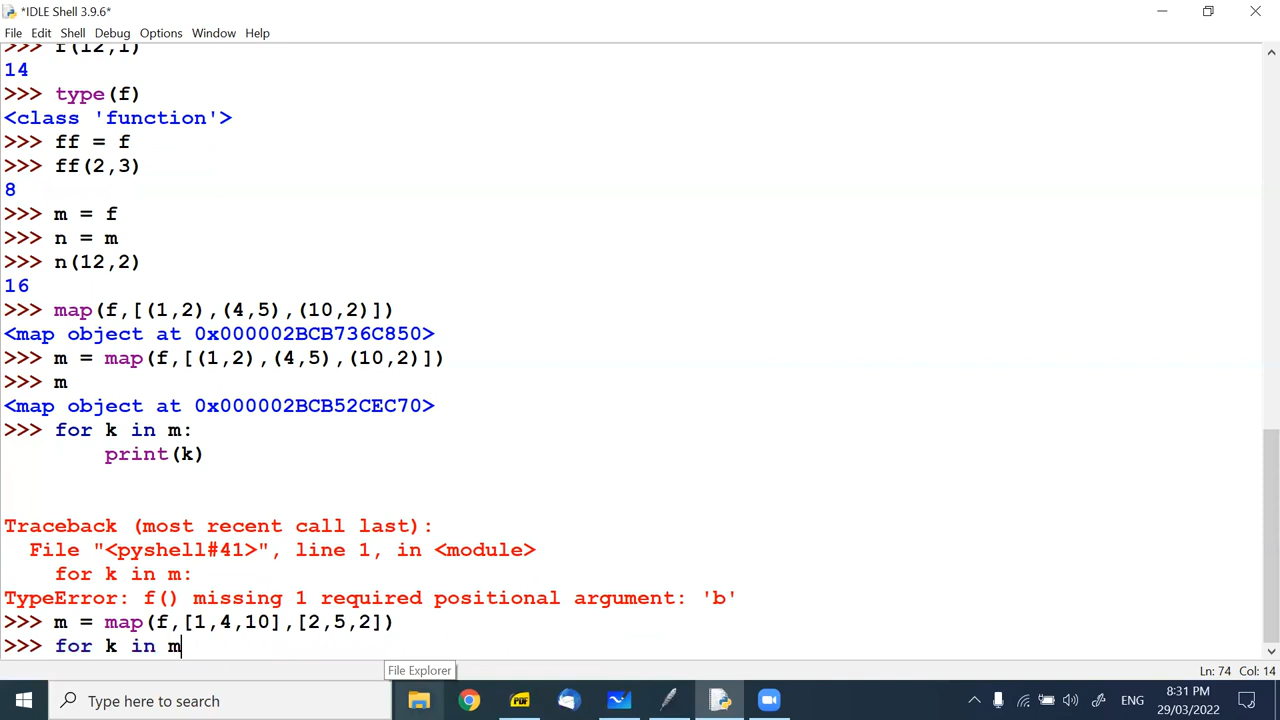 *IDLE Shell 3.9.6*
File Edit Shell Debug Options Window Help
>>> f(12,1)
14
>>> type(f)
<class 'function'>
>>> ff = f
>>> ff(2,3)
8
>>> m = f
>>> n = m
>>> n(12,2)
16
>>> map(f,[(1,2),(4,5),(10,2)])
<map object at 0x000002BCB736C850>
>>> m = map(f,[(1,2),(4,5),(10,2)])
>>> m
<map object at 0x000002BCB52CEC70>
>>> for k in m:
        print(k)
Traceback (most recent call last):
  File "<pyshell#41>", line 1, in <module>
    for k in m:
TypeError: f() missing 1 required positional argument: 'b'
>>> m = map(f,[1,4,10],[2,5,2])
>>> for k in m
File Explorer
Ln: 74 Col: 14
Type here to search
PDF
ENG
8:31 PM
29/03/2022